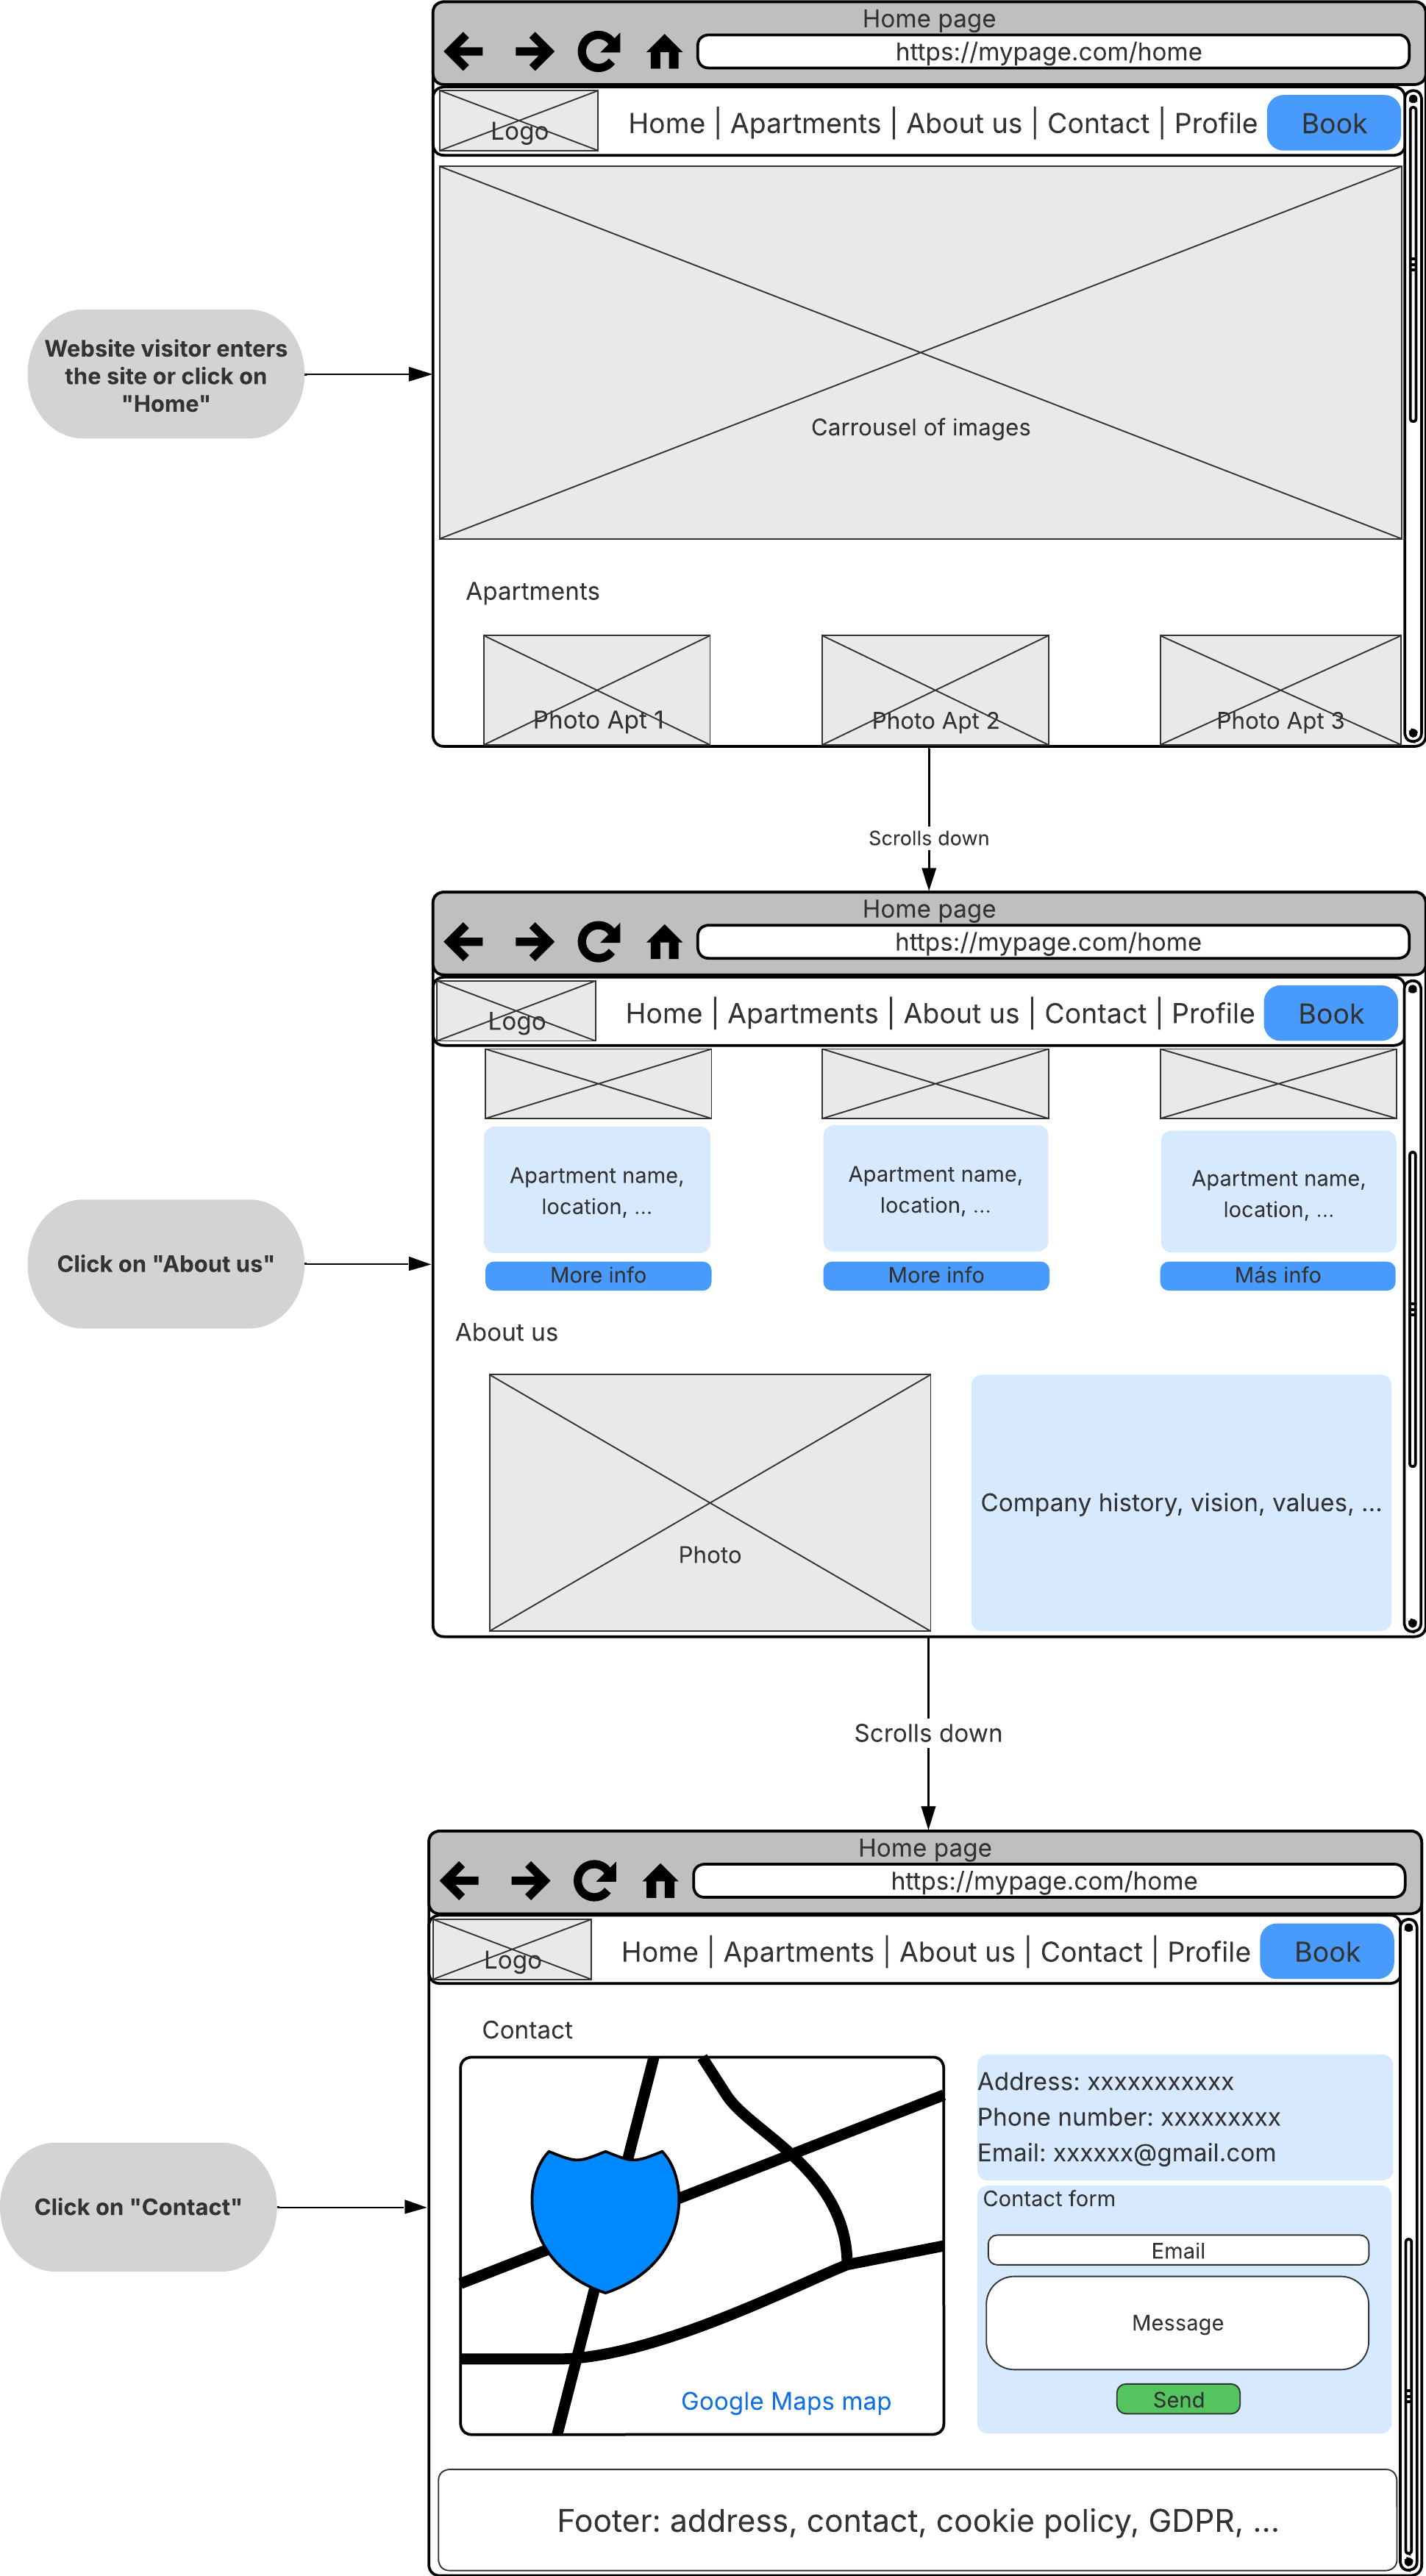 Home page
https://mypage.com/home
Logo
Home | Apartments | About us | Contact | Profile
Book
Website visitor enters
the site or click on
"Home"
Carrousel of images
Apartments
Photo Apt 1
Photo Apt 2
Photo Apt 3
Scrolls down
Home page
https://mypage.com/home
Logo
Home | Apartments | About us | Contact | Profile
Book
Apartment name,
location, ...
Apartment name,
location, ...
Apartment name,
location, ...
Click on "About us"
More info
More info
Más info
About us
Photo
Company history, vision, values, ...
Scrolls down
Home page
https://mypage.com/home
Logo
Home | Apartments | About us | Contact | Profile
Book
Contact
Address: xxxxxxxxxxx
Phone number: xxxxxxxxx
Email: xxxxxx@gmail.com
Click on "Contact"
Contact form
Email
Message
Send
Google Maps map
Footer: address, contact, cookie policy, GDPR, ...